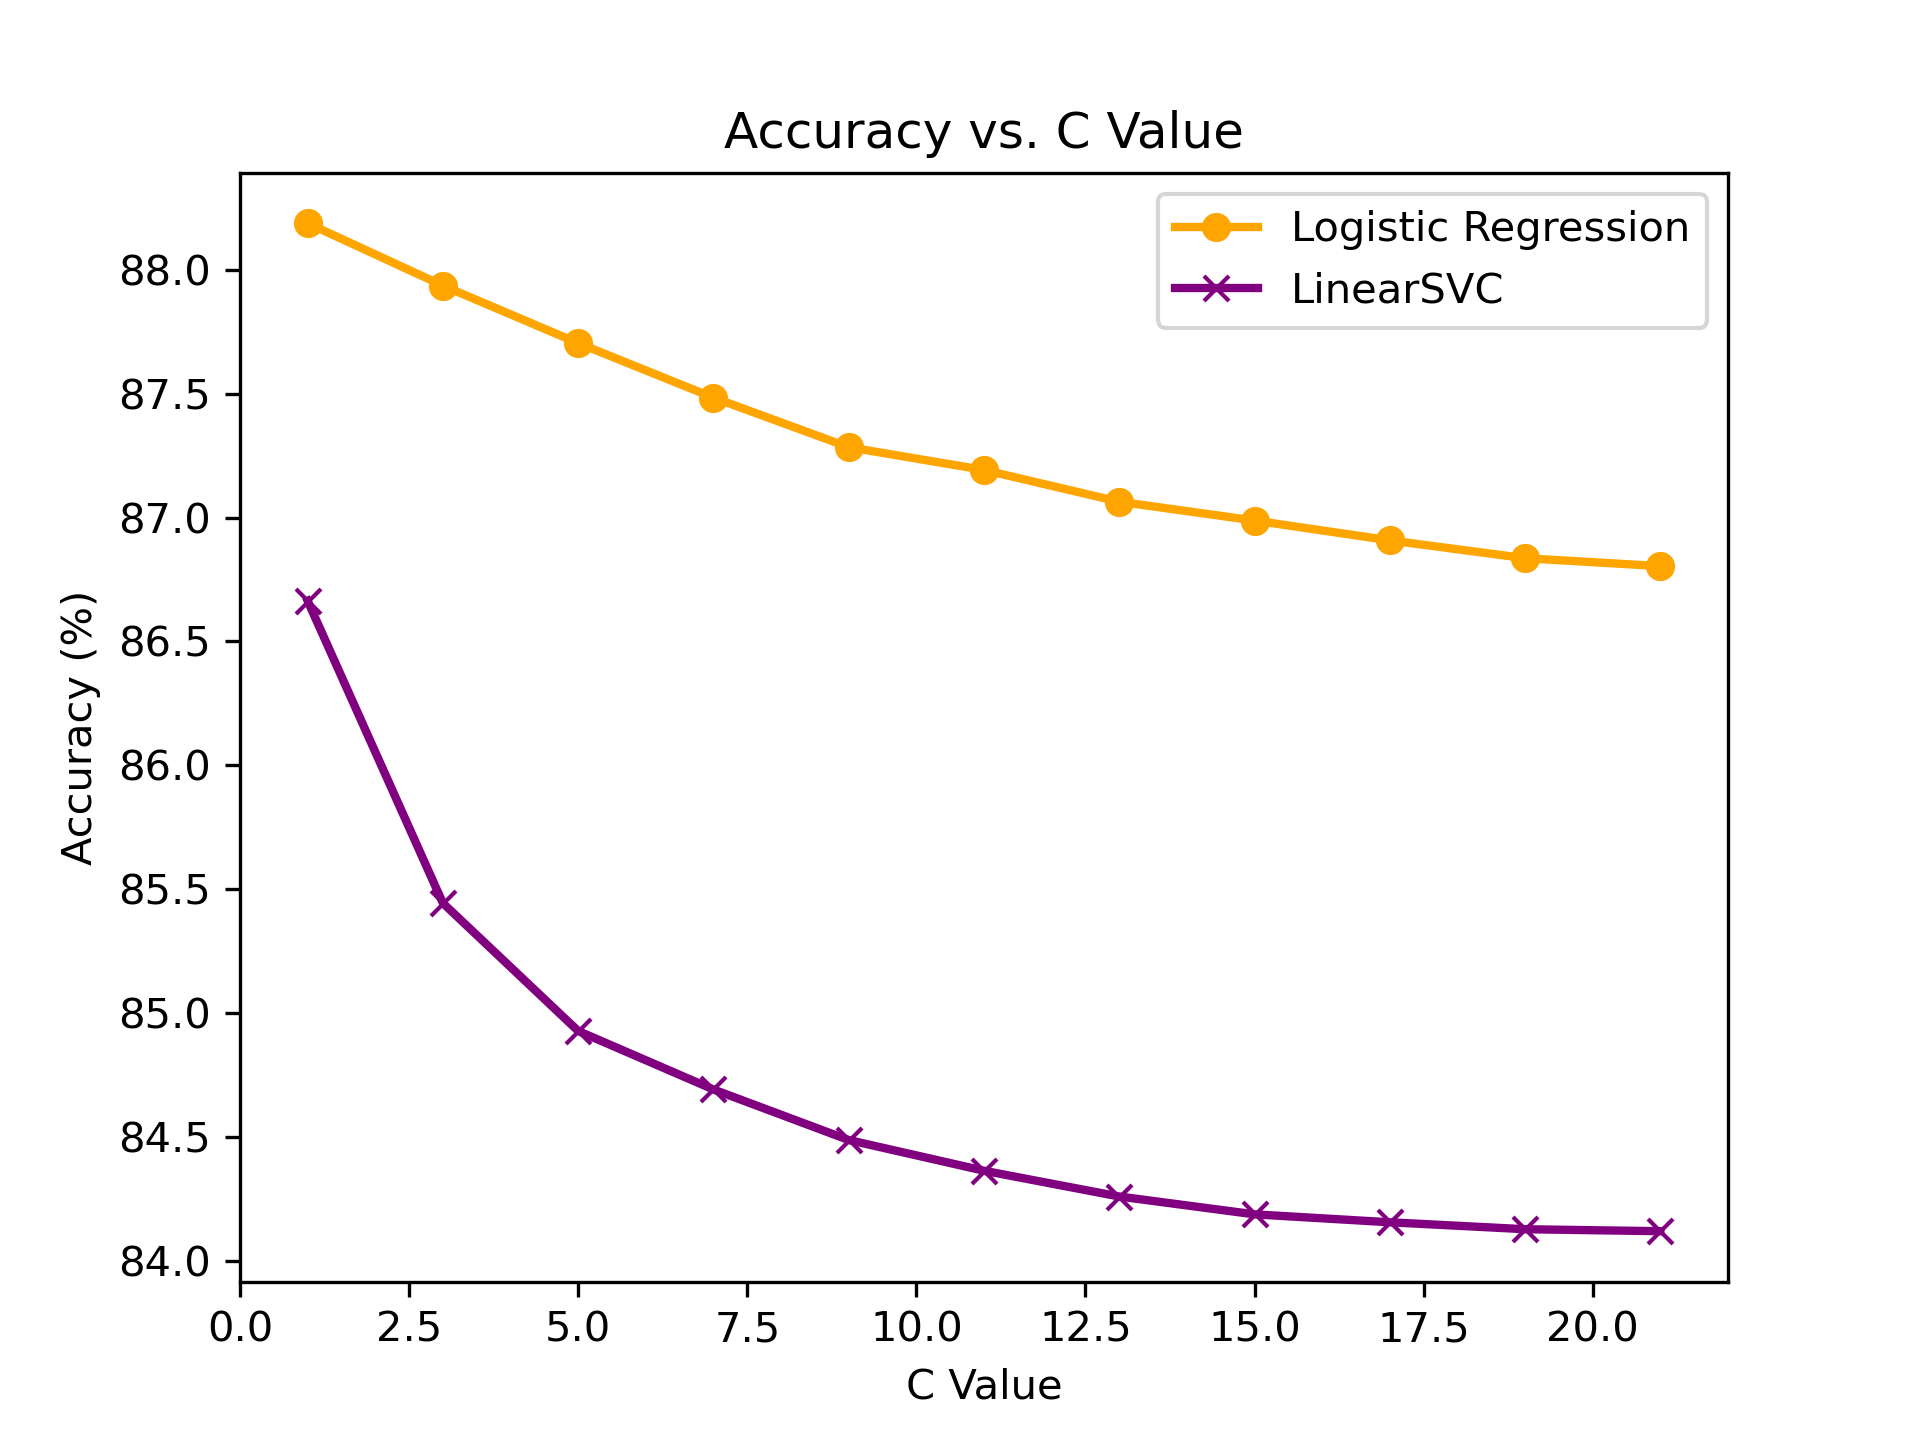 Accuracy vs. C Value
Logistic Regression
LinearSVC
Accuracy (%)
88.0
87.5
87.0
86.5
86.0
85.5
85.0
84.5
84.0
0.0 2.5 5.0 7.5 10.0 12.5 15.0 17.5 20.0
C Value